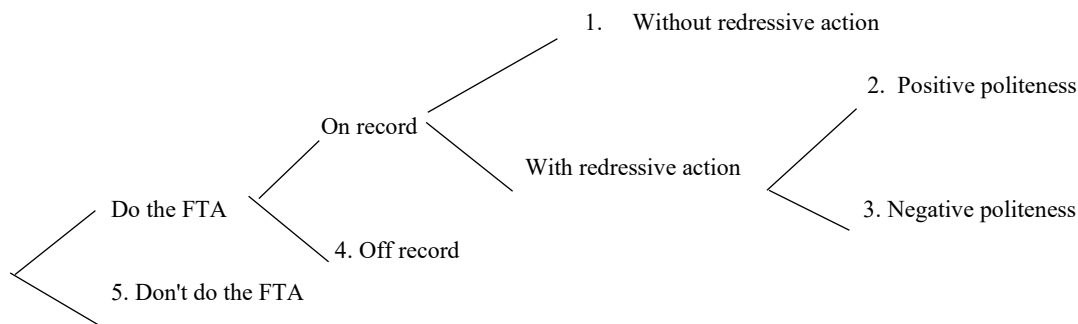 1. Without redressive action
2. Positive politeness
On record
With redressive action
Do the FTA
3. Negative politeness
4. Off record
5. Don't do the FTA